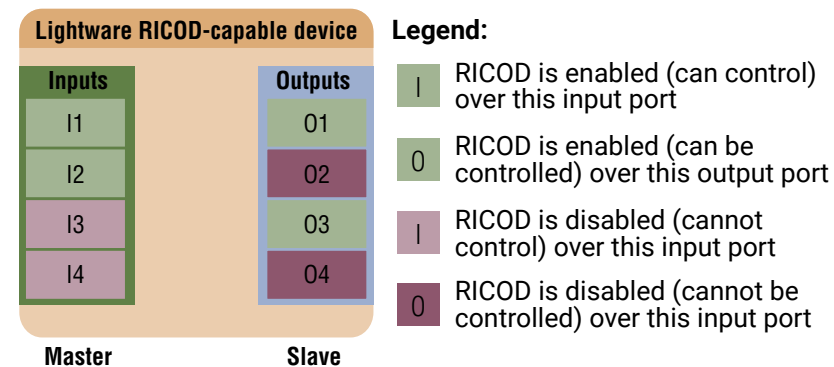 Lightware RICOD-capable device
Inputs
I1
I2
I3
I4
Outputs
O1
O2
O3
O4
Master
Slave
Legend:
I
RICOD is enabled (can control)
over this input port
O
RICOD is enabled (can be
controlled) over this output port
I
RICOD is disabled (cannot
control) over this input port
O
RICOD is disabled (cannot be
controlled) over this input port